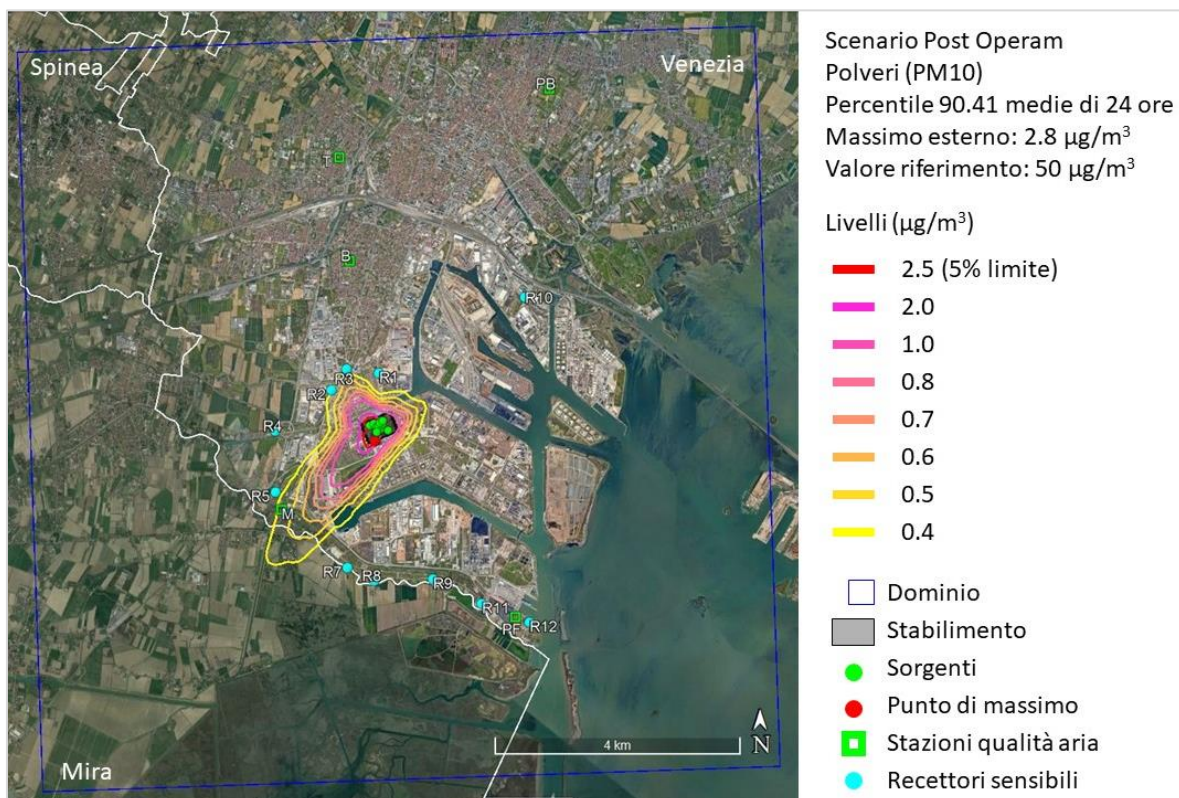 Spinea
Venezia
PB
T
B
R10
R3
R1
R2
R4
R5
M
R7
R8
R9
R11
PF
R12
4 km
N
Mira
Scenario Post Operam
Polveri (PM10)
Percentile 90.41 medie di 24 ore
Massimo esterno: 2.8 µg/m³
Valore riferimento: 50 µg/m³
Livelli (µg/m³)
2.5 (5% limite)
2.0
1.0
0.8
0.7
0.6
0.5
0.4
Dominio
Stabilimento
Sorgenti
Punto di massimo
Stazioni qualità aria
Recettori sensibili